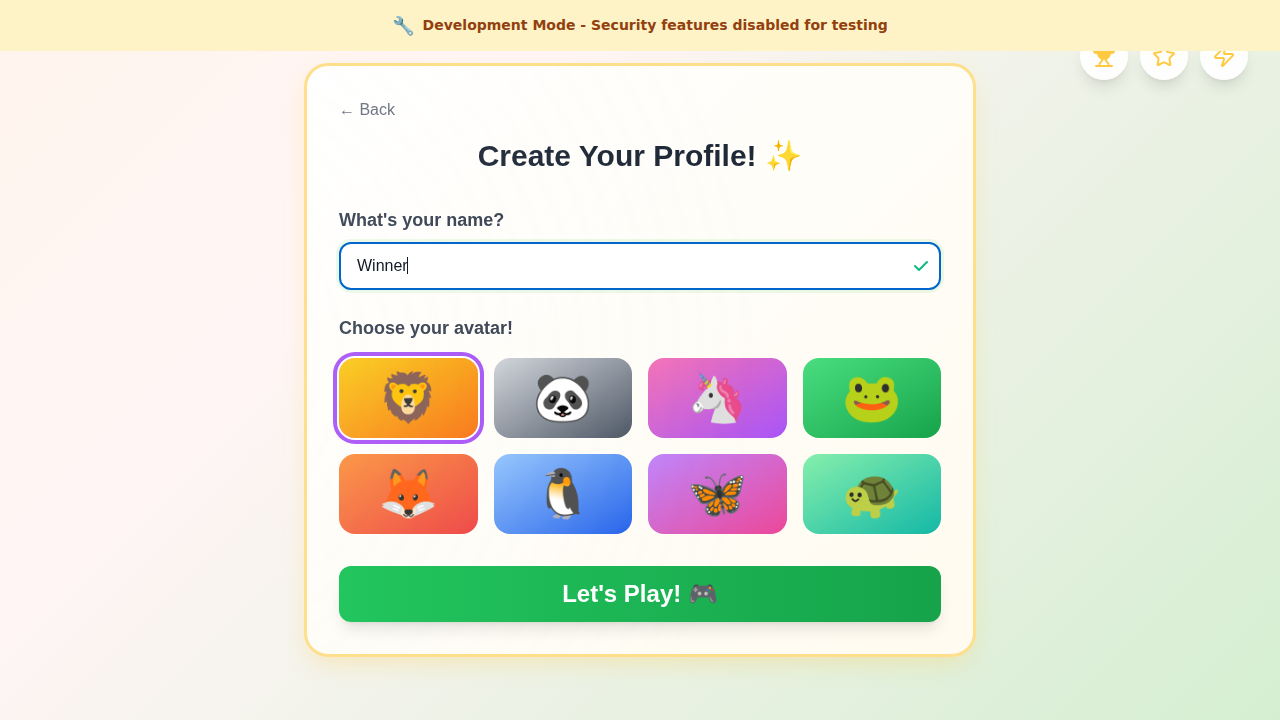 🔧 Development Mode - Security features disabled for testing
← Back
Create Your Profile! ✨
What's your name?
Winner
Choose your avatar!
Let's Play! 🎮